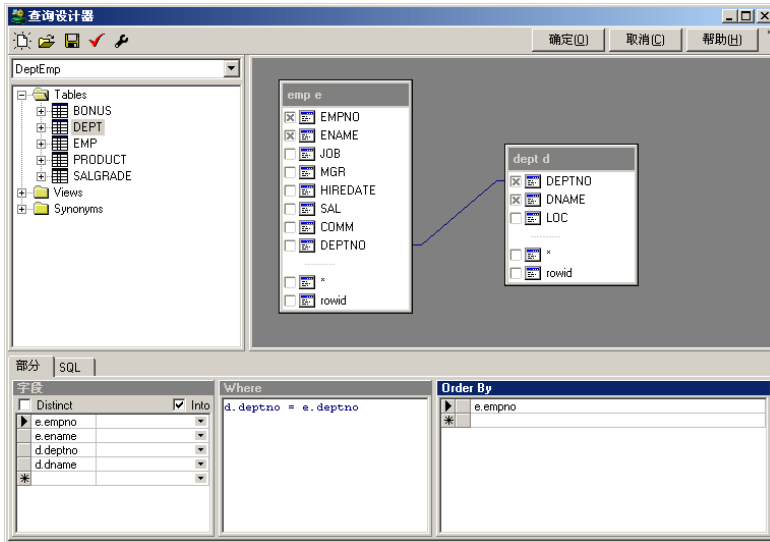 查询设计器
确定(O) 取消(C) 帮助(H)
DeptEmp
Tables
BONUS
DEPT
EMP
PRODUCT
SALGRADE
Views
Synonyms
emp e
EMPNO
ENAME
JOB
MGR
HIREDATE
SAL
COMM
DEPTNO
*
rowid
dept d
DEPTNO
DNAME
LOC
*
rowid
部分 SQL
字段
Distinct Into
e.empno
e.ename
d.deptno
d.dname
Where
d.deptno = e.deptno
Order By
e.empno